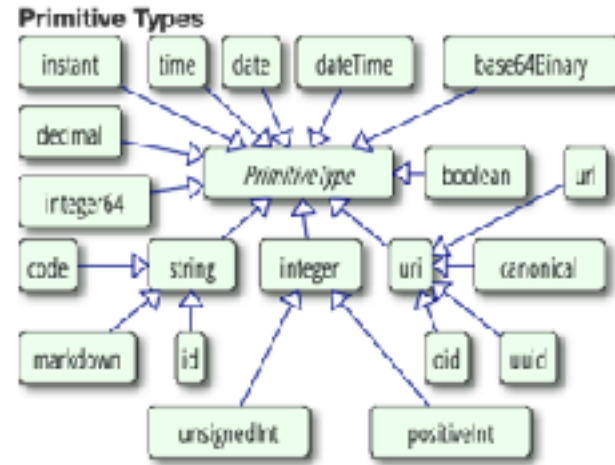 Primitive Types
instant
time
date
dateTime
base64Binary
decimal
PrimitiveType
boolean
url
integer64
code
string
integer
uri
canonical
markdown
id
oid
uuid
unsignedInt
positiveInt